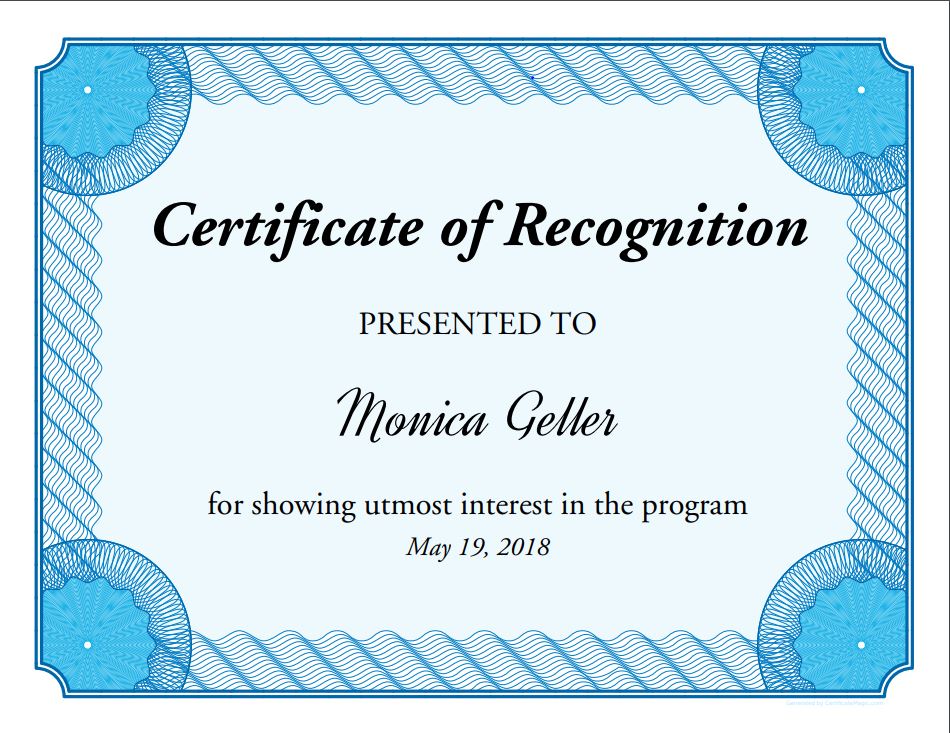 Certificate of Recognition
PRESENTED TO
Monica Geller
for showing utmost interest in the program
May 19, 2018
Generated by CertificateMagic.com